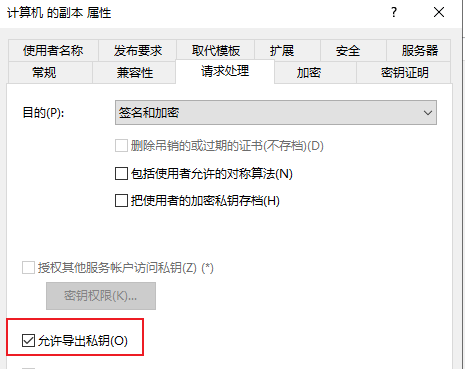 计算机 的副本 属性
? ×
使用者名称 发布要求 取代模板 扩展 安全 服务器
常规 兼容性 请求处理 加密 密钥证明
目的(P): 签名和加密
删除吊销的或过期的证书(不存档)(D)
包括使用者允许的对称算法(N)
把使用者的加密私钥存档(H)
授权其他服务帐户访问私钥(Z) (*)
密钥权限(K)...
允许导出私钥(O)